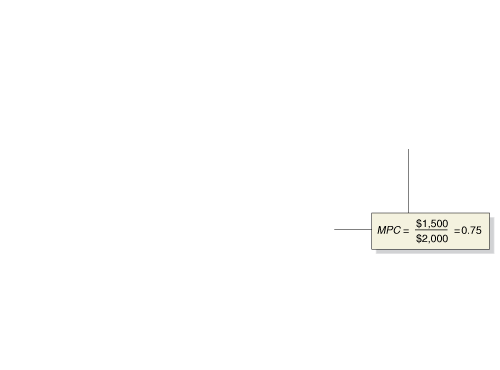 MPC = $1,500 / $2,000 = 0.75